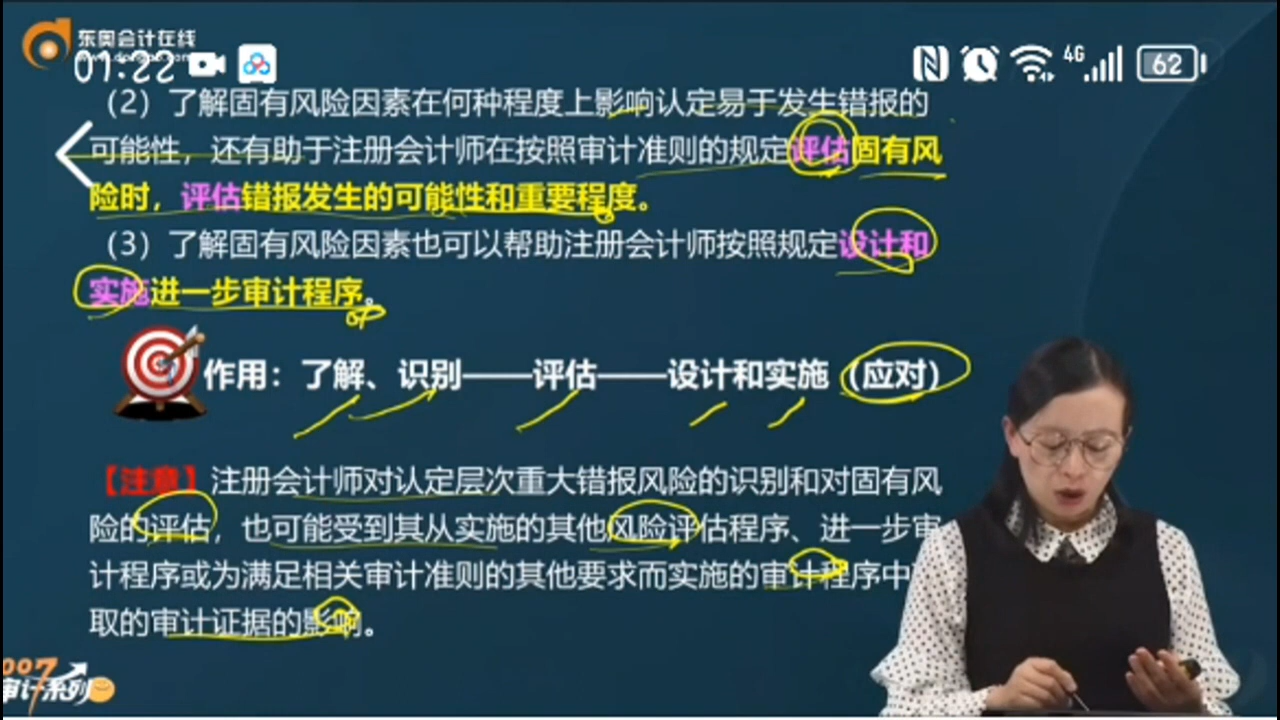 东奥会计在线
01:22
4G
62
（2）了解固有风险因素在何种程度上影响认定易于发生错报的
可能性，还有助于注册会计师在按照审计准则的规定评估固有风
险时，评估错报发生的可能性和重要程度。
（3）了解固有风险因素也可以帮助注册会计师按照规定设计和
实施进一步审计程序。
作用：了解、识别——评估——设计和实施（应对）
【注意】注册会计师对认定层次重大错报风险的识别和对固有风
险的评估，也可能受到其从实施的其他风险评估程序、进一步审
计程序或为满足相关审计准则的其他要求而实施的审计程序中
取的审计证据的影响。
007
审计系列